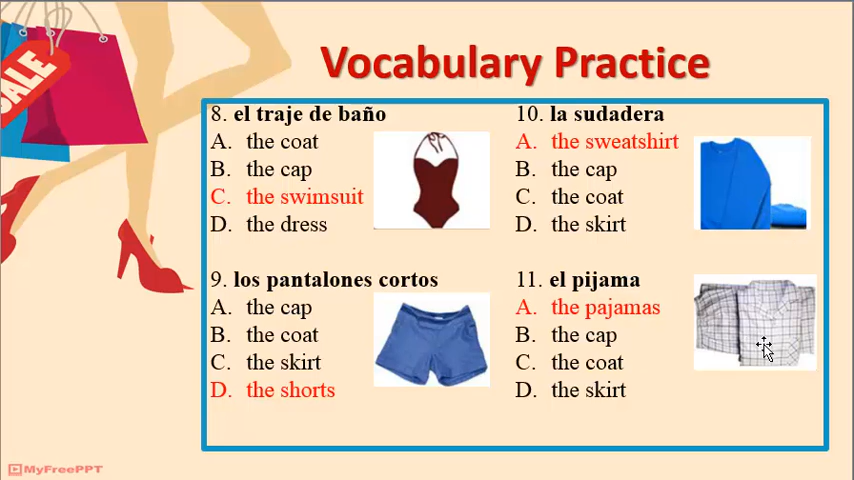 SALE
Vocabulary Practice
8. el traje de baño
A. the coat
B. the cap
C. the swimsuit
D. the dress
9. los pantalones cortos
A. the cap
B. the coat
C. the skirt
D. the shorts
10. la sudadera
A. the sweatshirt
B. the cap
C. the coat
D. the skirt
11. el pijama
A. the pajamas
B. the cap
C. the coat
D. the skirt
MyFreePPT